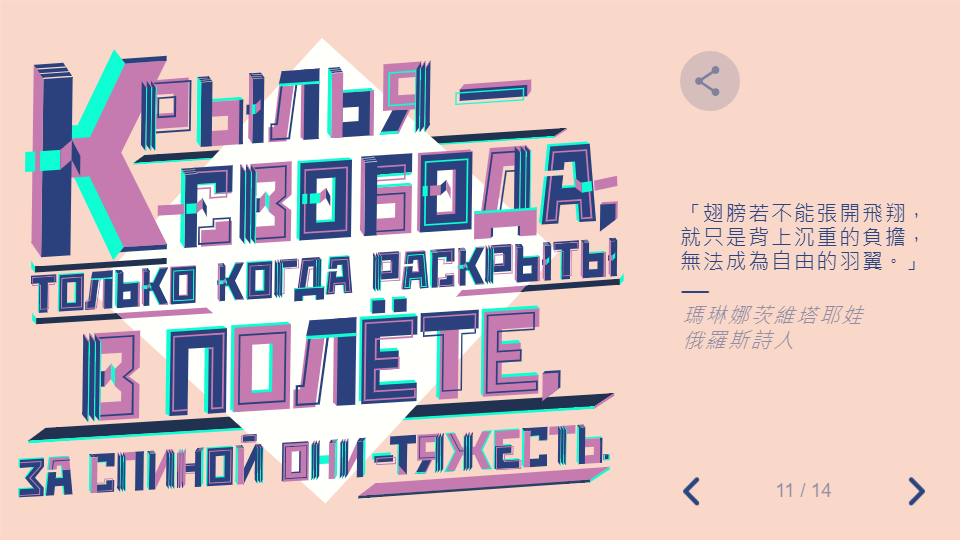 Крылья —
свобода,
только когда раскрыты
в полёте,
за спиной они – тяжесть.
「翅膀若不能張開飛翔，
就只是背上沉重的負擔，
無法成為自由的羽翼。」
瑪琳娜茨維塔耶娃
俄羅斯詩人
11 / 14